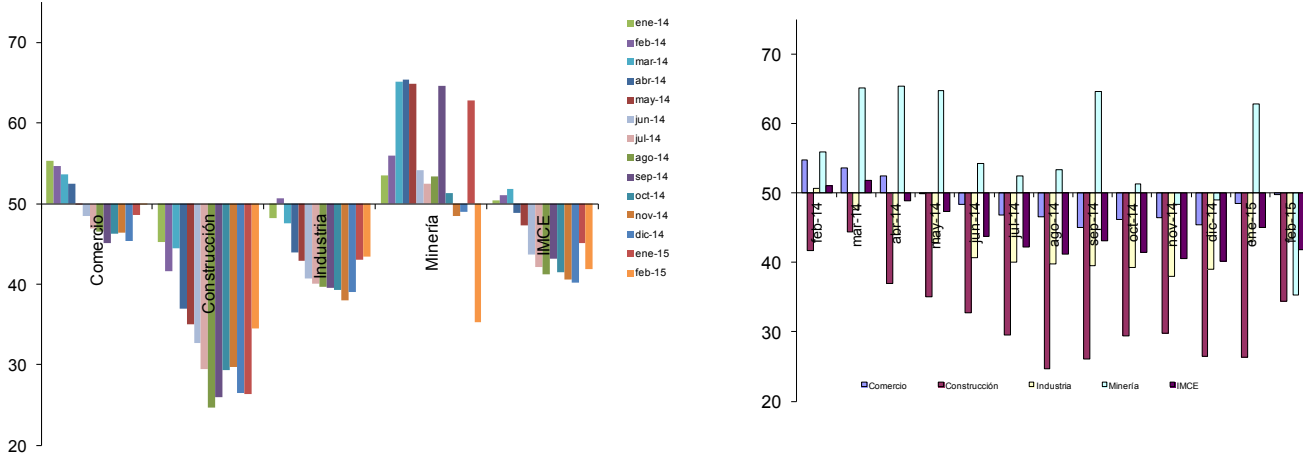 70
60
50
40
30
20
Comercio
Construcción
Industria
Minería
IMCE
ene-14
feb-14
mar-14
abr-14
may-14
jun-14
jul-14
ago-14
sep-14
oct-14
nov-14
dic-14
ene-15
feb-15
70
60
50
40
30
20
feb-14
mar-14
abr-14
may-14
jun-14
jul-14
ago-14
sep-14
oct-14
nov-14
dic-14
ene-15
feb-15
Comercio Construcción Industria Minería IMCE